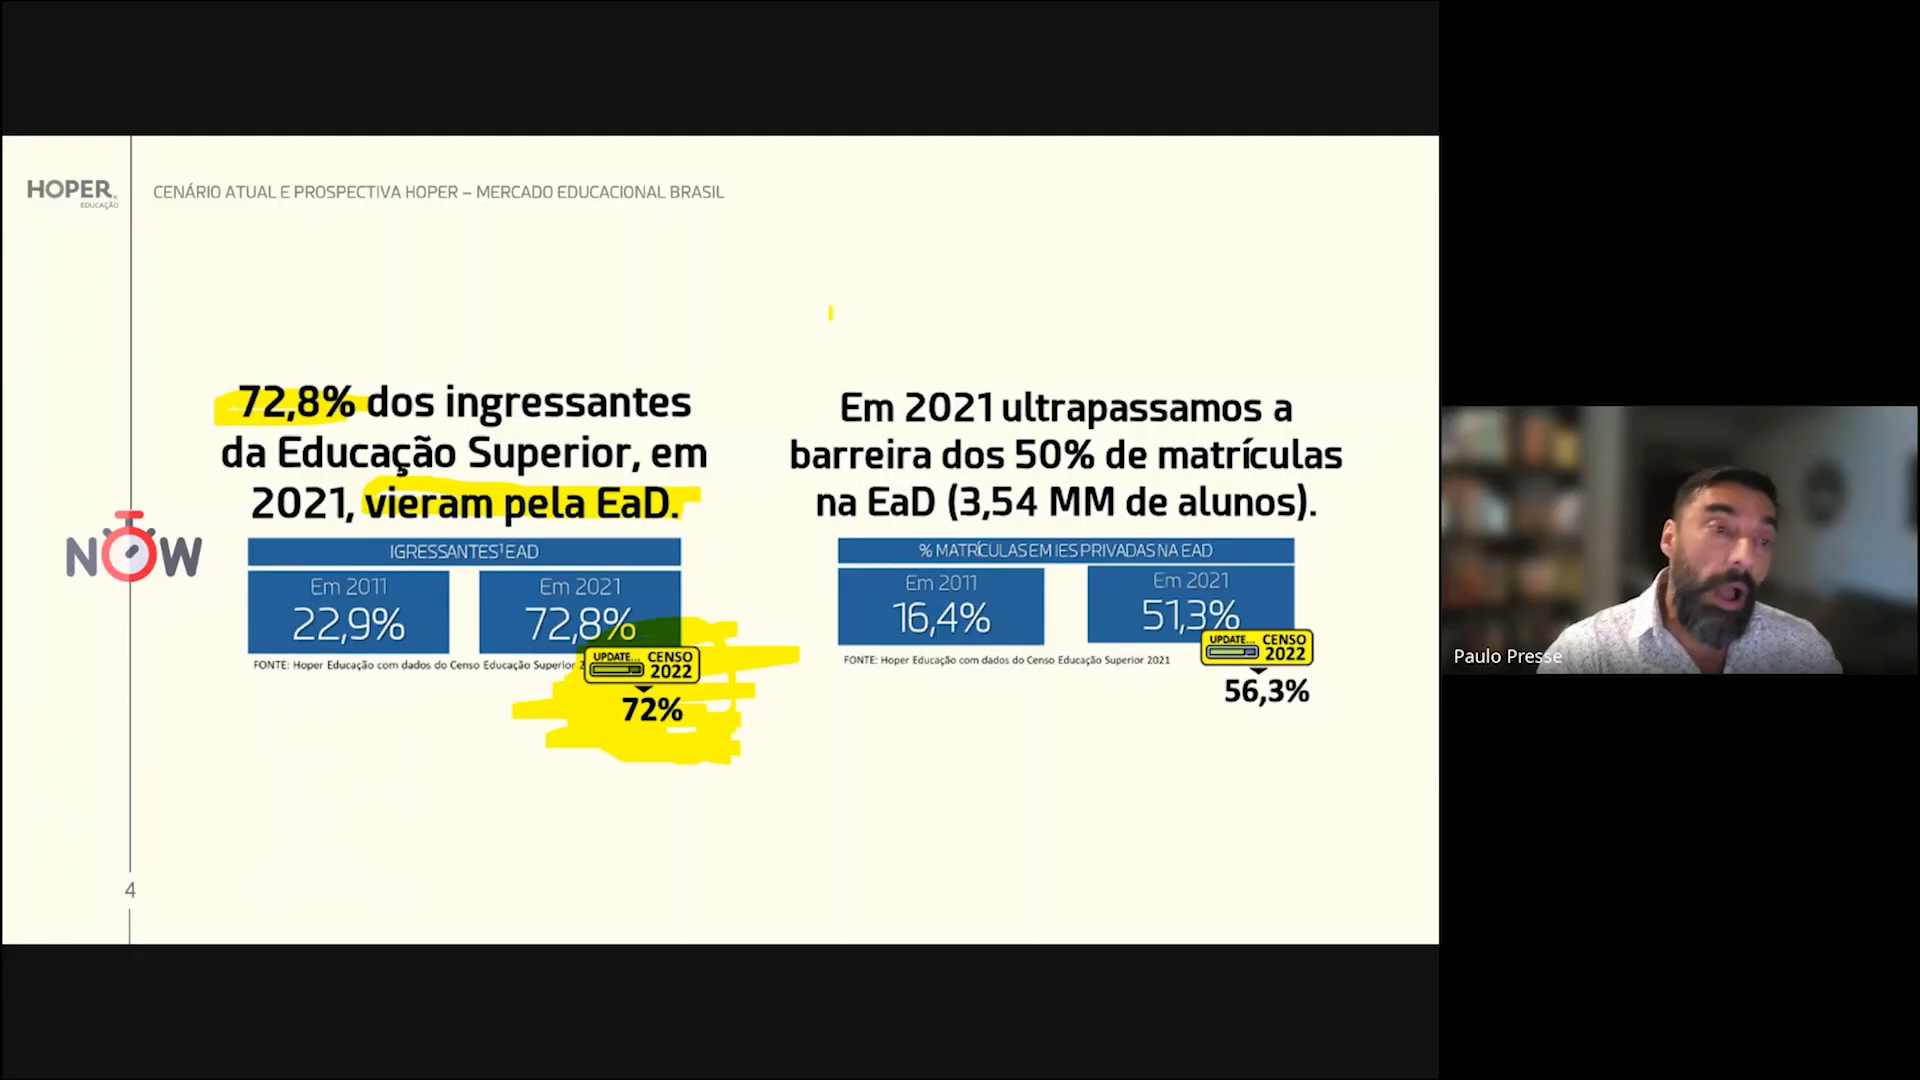 HOPER
EDUCAÇÃO
CENÁRIO ATUAL E PROSPECTIVA HOPER – MERCADO EDUCACIONAL BRASIL
72,8% dos ingressantes
da Educação Superior, em
2021, vieram pela EaD.
IGRESSANTES¹ EAD
Em 2011
22,9%
Em 2021
72,8%
FONTE: Hoper Educação com dados do Censo Educação Superior
UPDATE... CENSO
2022
72%
Em 2021 ultrapassamos a
barreira dos 50% de matrículas
na EaD (3,54 MM de alunos).
% MATRÍCULAS EM IES PRIVADAS NA EAD
Em 2011
16,4%
Em 2021
51,3%
FONTE: Hoper Educação com dados do Censo Educação Superior 2021
UPDATE... CENSO
2022
56,3%
NOW
4
Paulo Presse